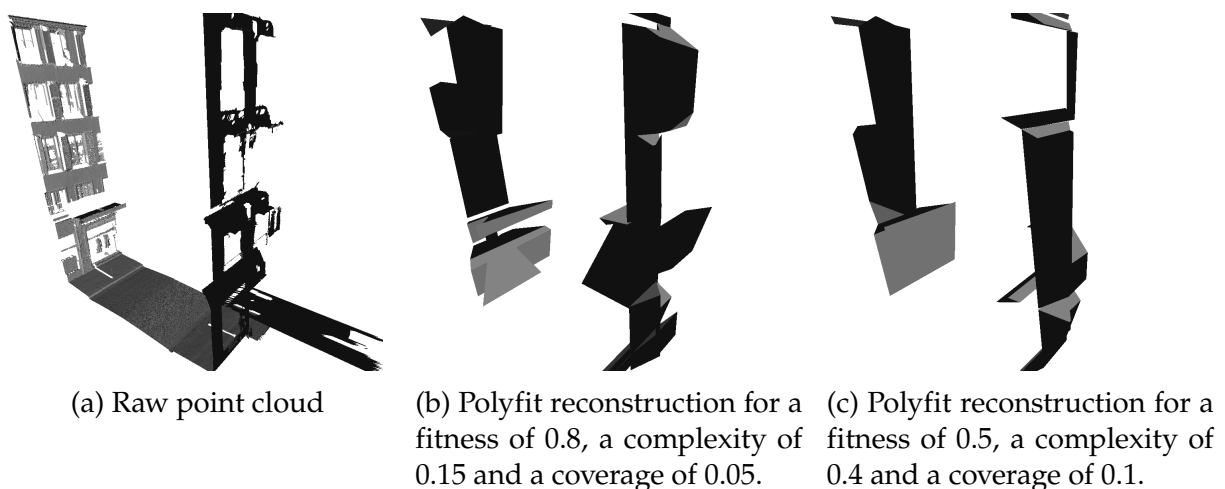 (a) Raw point cloud
(b) Polyfit reconstruction for a
fitness of 0.8, a complexity of
0.15 and a coverage of 0.05.
(c) Polyfit reconstruction for a
fitness of 0.5, a complexity of
0.4 and a coverage of 0.1.